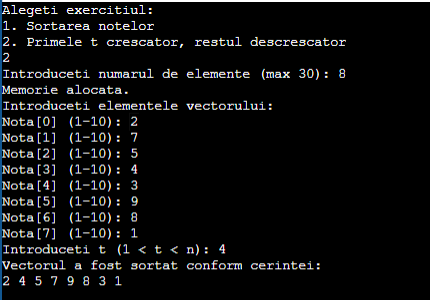 Alegeti exercitiul:
1. Sortarea notelor
2. Primele t crescator, restul descrescator
2
Introduceti numarul de elemente (max 30): 8
Memorie alocata.
Introduceti elementele vectorului:
Nota[0] (1-10): 2
Nota[1] (1-10): 7
Nota[2] (1-10): 5
Nota[3] (1-10): 4
Nota[4] (1-10): 3
Nota[5] (1-10): 9
Nota[6] (1-10): 8
Nota[7] (1-10): 1
Introduceti t (1 < t < n): 4
Vectorul a fost sortat conform cerintei:
2 4 5 7 9 8 3 1